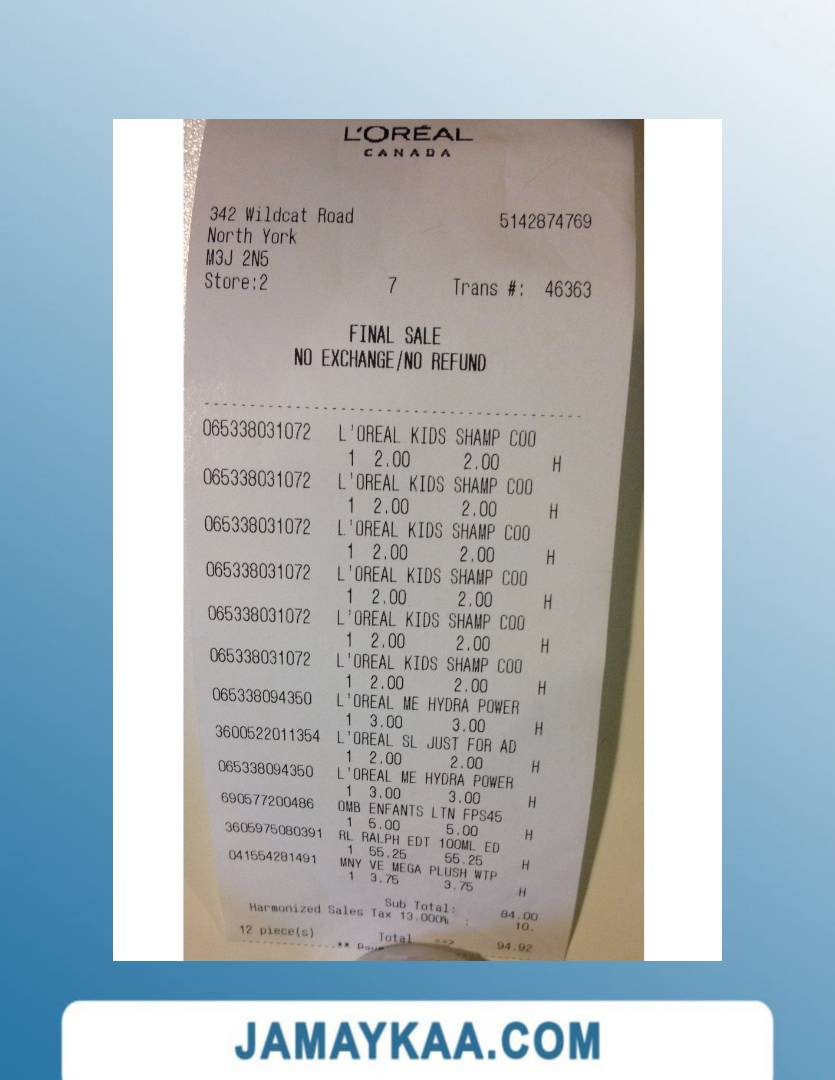 L'ORÉAL
CANADA
342 Wildcat Road 5142874769
North York
M3J 2N5
Store:2 7 Trans #: 46363
FINAL SALE
NO EXCHANGE/NO REFUND
065338031072 L'OREAL KIDS SHAMP COO
1 2.00 2.00 H
065338031072 L'OREAL KIDS SHAMP COO
1 2.00 2.00 H
065338031072 L'OREAL KIDS SHAMP COO
1 2.00 2.00 H
065338031072 L'OREAL KIDS SHAMP COO
1 2.00 2.00 H
065338031072 L'OREAL KIDS SHAMP COO
1 2.00 2.00 H
065338031072 L'OREAL KIDS SHAMP COO
1 2.00 2.00 H
065338094350 L'OREAL ME HYDRA POWER
1 3.00 3.00 H
3600522011354 L'OREAL SL JUST FOR AD
1 2.00 2.00 H
065338094350 L'OREAL ME HYDRA POWER
1 3.00 3.00 H
690577200486 OMB ENFANTS LTN FPS45
1 5.00 5.00 H
3605975080391 RL RALPH EDT 100ML ED
1 55.25 55.25 H
041554281491 MNY VE MEGA PLUSH WTP
1 3.75 3.75 H
Sub Total: 84.00
Harmonized Sales Tax 13.000% : 10.
12 piece(s) Total ==> 94.92
JAMAYKAA.COM